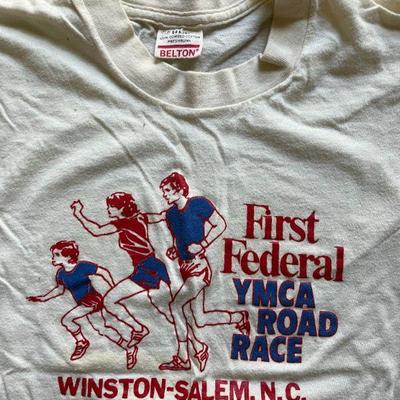 BELTON®
First
Federal
YMCA
ROAD
RACE
WINSTON-SALEM, N.C.